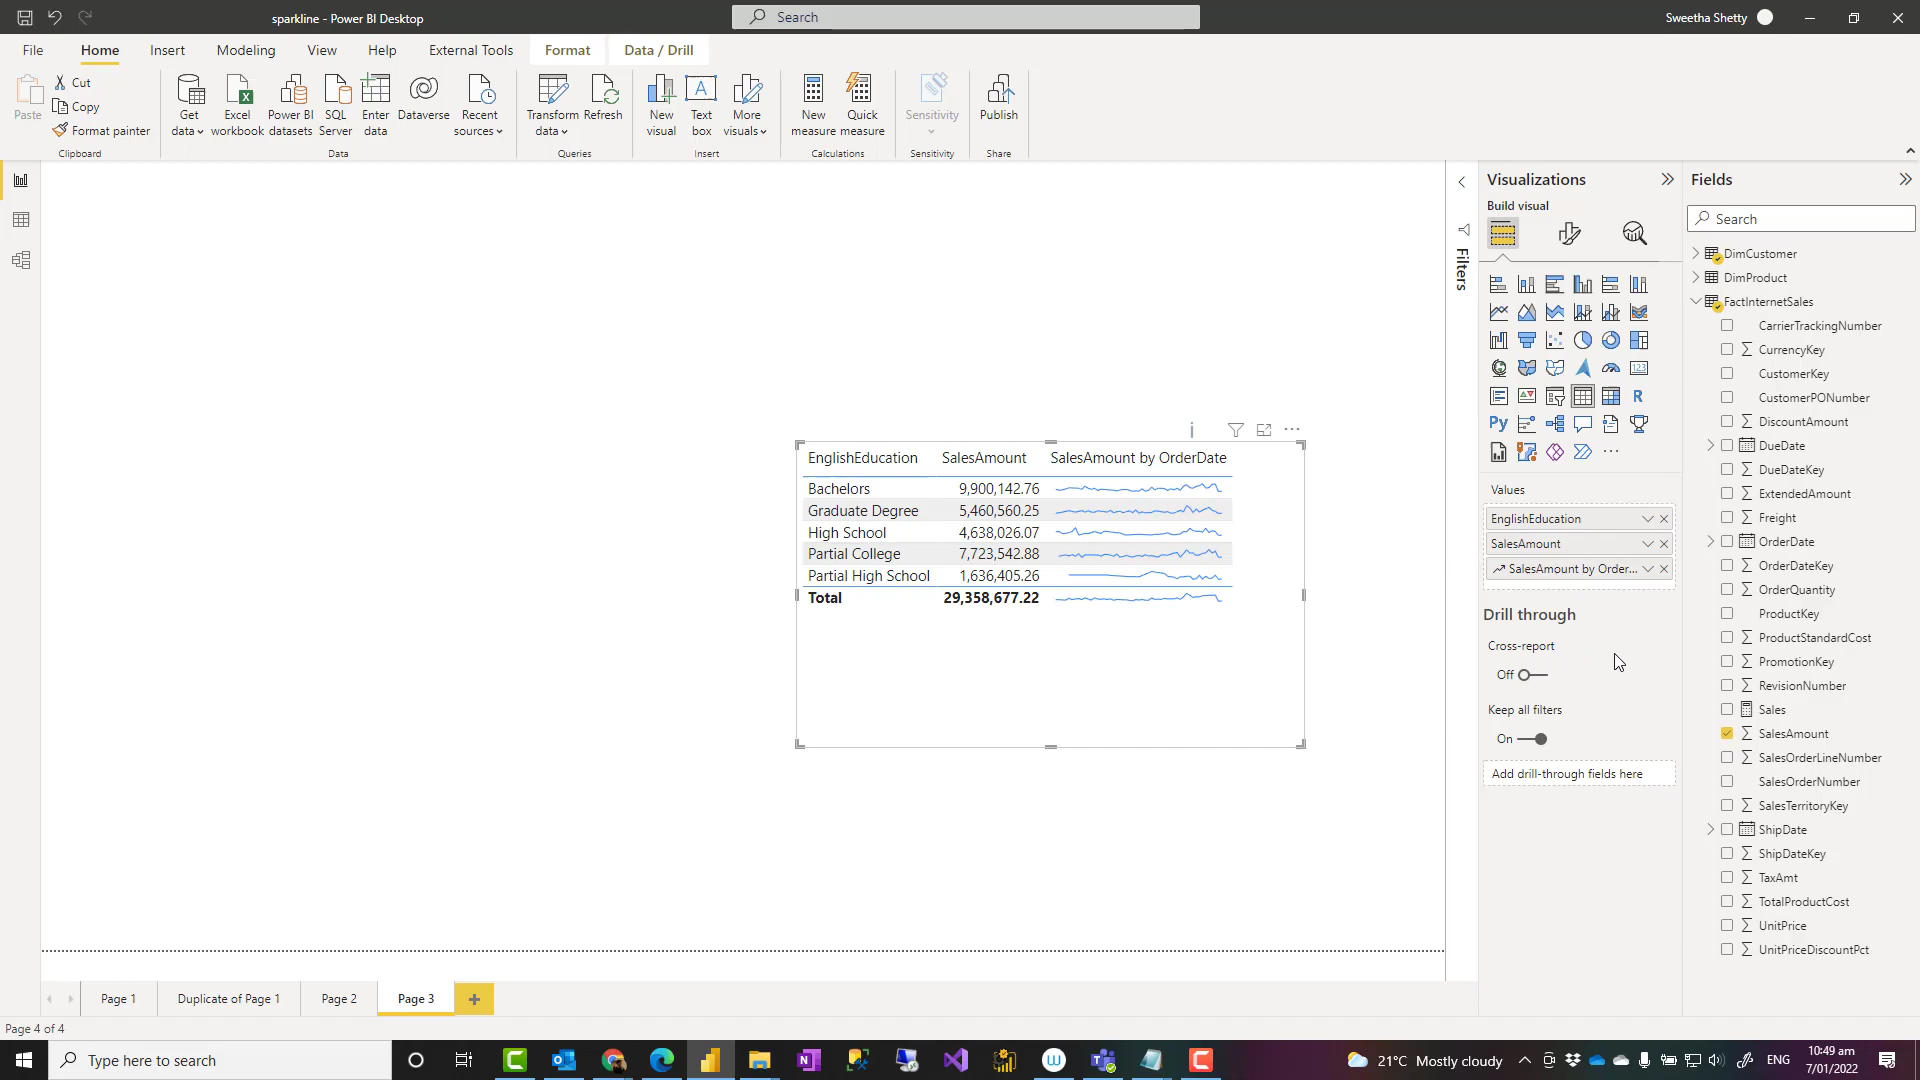 sparkline - Power BI Desktop
Search
Sweetha Shetty
File
Home
Insert
Modeling
View
Help
External Tools
Format
Data / Drill
Paste
Cut
Copy
Format painter
Clipboard
Get data
Excel workbook
Power BI datasets
SQL Server
Enter data
Dataverse
Recent sources
Data
Transform data
Refresh
Queries
New visual
Text box
More visuals
Insert
New measure
Quick measure
Calculations
Sensitivity
Sensitivity
Publish
Share
EnglishEducation SalesAmount SalesAmount by OrderDate
Bachelors 9,900,142.76
Graduate Degree 5,460,560.25
High School 4,638,026.07
Partial College 7,723,542.88
Partial High School 1,636,405.26
Total 29,358,677.22
Filters
Visualizations
Build visual
123
R
Py
Values
EnglishEducation
SalesAmount
SalesAmount by Order...
Drill through
Cross-report
Off
Keep all filters
On
Add drill-through fields here
Fields
Search
DimCustomer
DimProduct
FactInternetSales
CarrierTrackingNumber
CurrencyKey
CustomerKey
CustomerPONumber
DiscountAmount
DueDate
DueDateKey
ExtendedAmount
Freight
OrderDate
OrderDateKey
OrderQuantity
ProductKey
ProductStandardCost
PromotionKey
RevisionNumber
Sales
SalesAmount
SalesOrderLineNumber
SalesOrderNumber
SalesTerritoryKey
ShipDate
ShipDateKey
TaxAmt
TotalProductCost
UnitPrice
UnitPriceDiscountPct
Page 1
Duplicate of Page 1
Page 2
Page 3
Page 4 of 4
Type here to search
21°C Mostly cloudy
ENG
10:49 am
7/01/2022